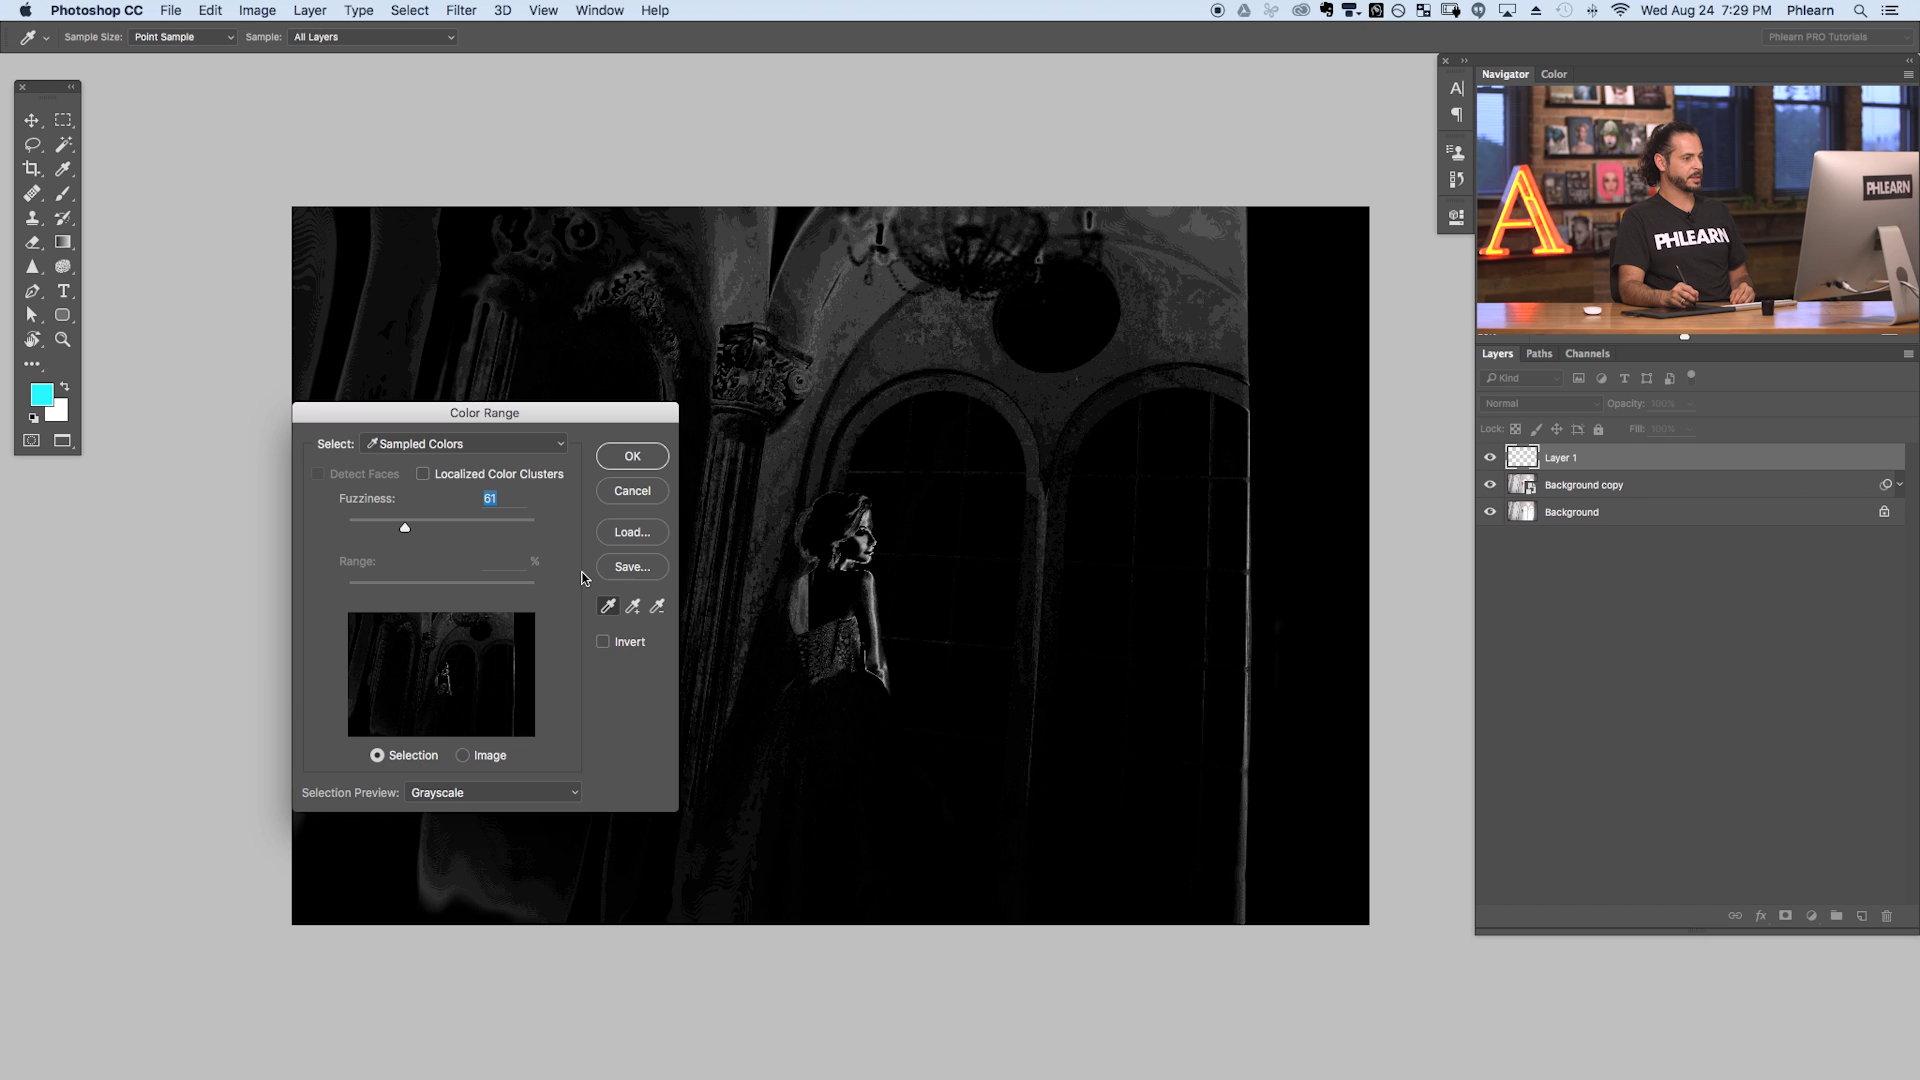 Photoshop CC File Edit Image Layer Type Select Filter 3D View Window Help Wed Aug 24 7:29 PM Phlearn
Sample Size: Point Sample Sample: All Layers Phlearn PRO Tutorials
Navigator Color
PHLEARN
PHLEARN
A
Layers Paths Channels
Kind
Normal Opacity: 100%
Lock: Fill: 100%
Layer 1
Background copy
Background
Color Range
Select: Sampled Colors
Detect Faces Localized Color Clusters
Fuzziness: 61
Range: %
Selection Image
Selection Preview: Grayscale
OK
Cancel
Load...
Save...
Invert